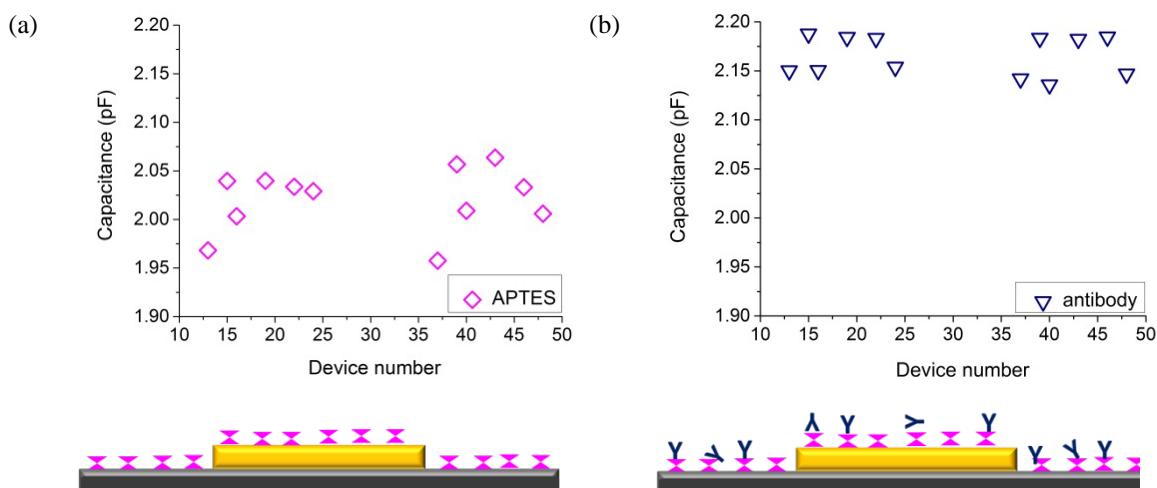 (a)
2.20
2.15
2.10
2.05
2.00
1.95
1.90
Capacitance (pF)
APTES
10 15 20 25 30 35 40 45 50
Device number
(b)
2.20
2.15
2.10
2.05
2.00
1.95
1.90
Capacitance (pF)
antibody
10 15 20 25 30 35 40 45 50
Device number